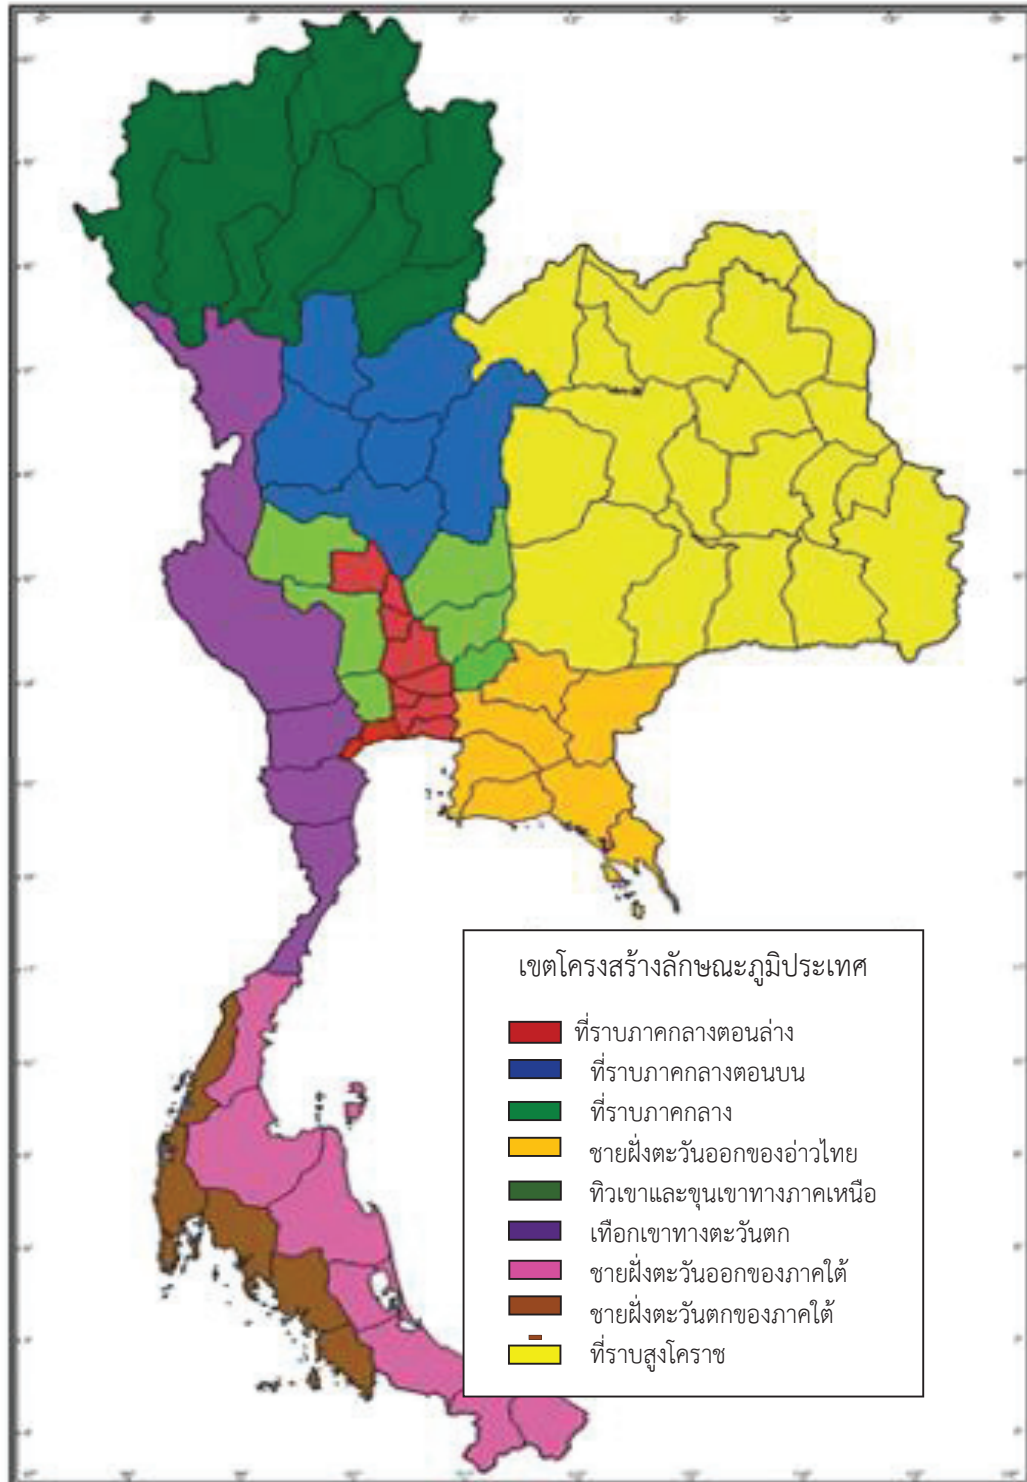 เขตโครงสร้างลักษณะภูมิประเทศ
ที่ราบภาคกลางตอนล่าง
ที่ราบภาคกลางตอนบน
ที่ราบภาคกลาง
ชายฝั่งตะวันออกของอ่าวไทย
ทิวเขาและขุนเขาทางภาคเหนือ
เทือกเขาทางตะวันตก
ชายฝั่งตะวันออกของภาคใต้
ชายฝั่งตะวันตกของภาคใต้
ที่ราบสูงโคราช